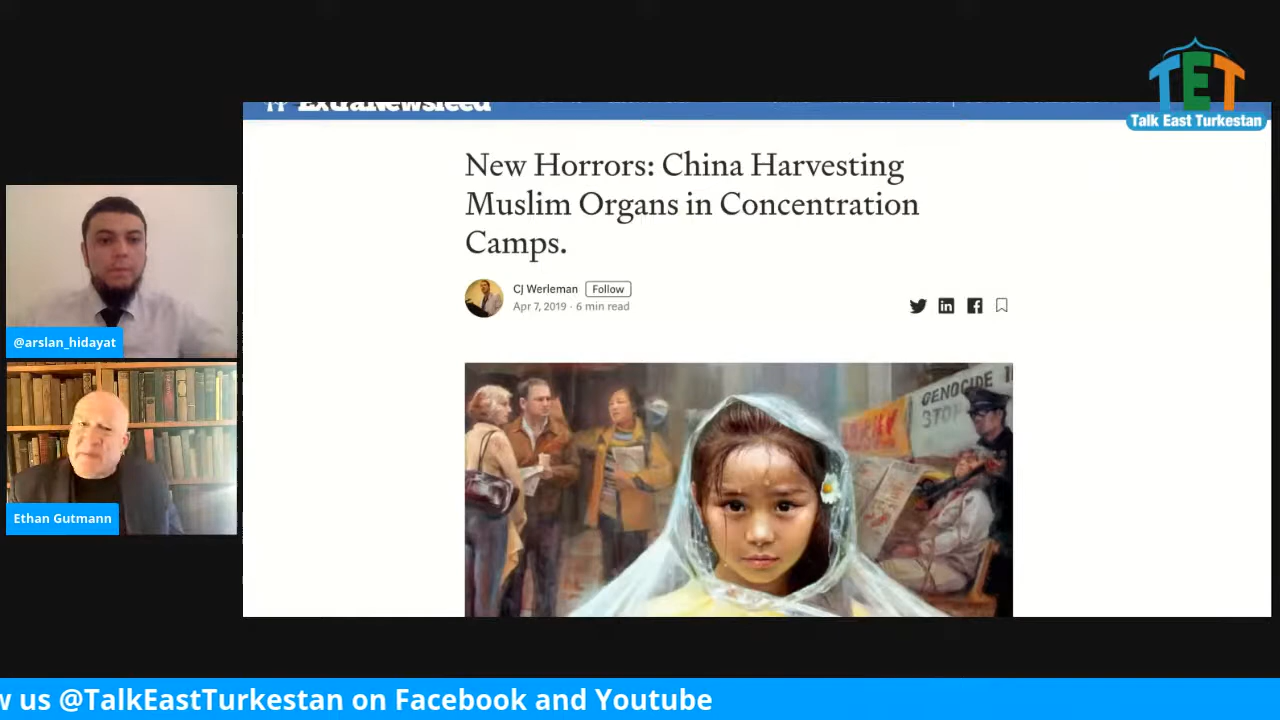 TET
Talk East Turkestan
ExtraNewsfeed
New Horrors: China Harvesting
Muslim Organs in Concentration
Camps.
CJ Werleman Follow
Apr 7, 2019 · 6 min read
GENOCIDE
STOP
@arslan_hidayat
Ethan Gutmann
w us @TalkEastTurkestan on Facebook and Youtube